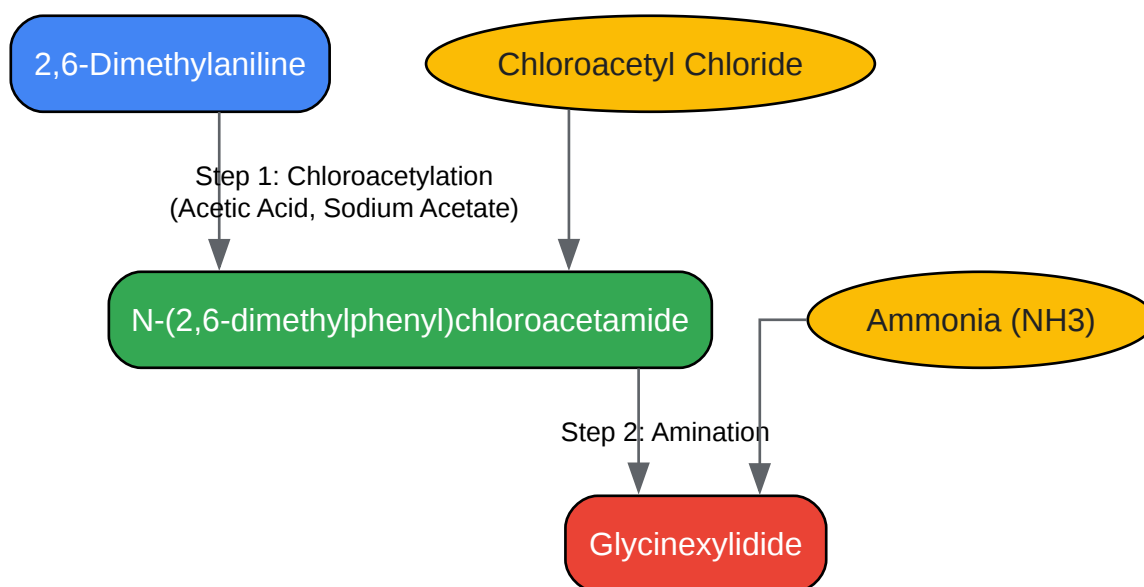 2,6-Dimethylaniline
Chloroacetyl Chloride
Step 1: Chloroacetylation
(Acetic Acid, Sodium Acetate)
N-(2,6-dimethylphenyl)chloroacetamide
Ammonia (NH3)
Step 2: Amination
Glycinexylidide